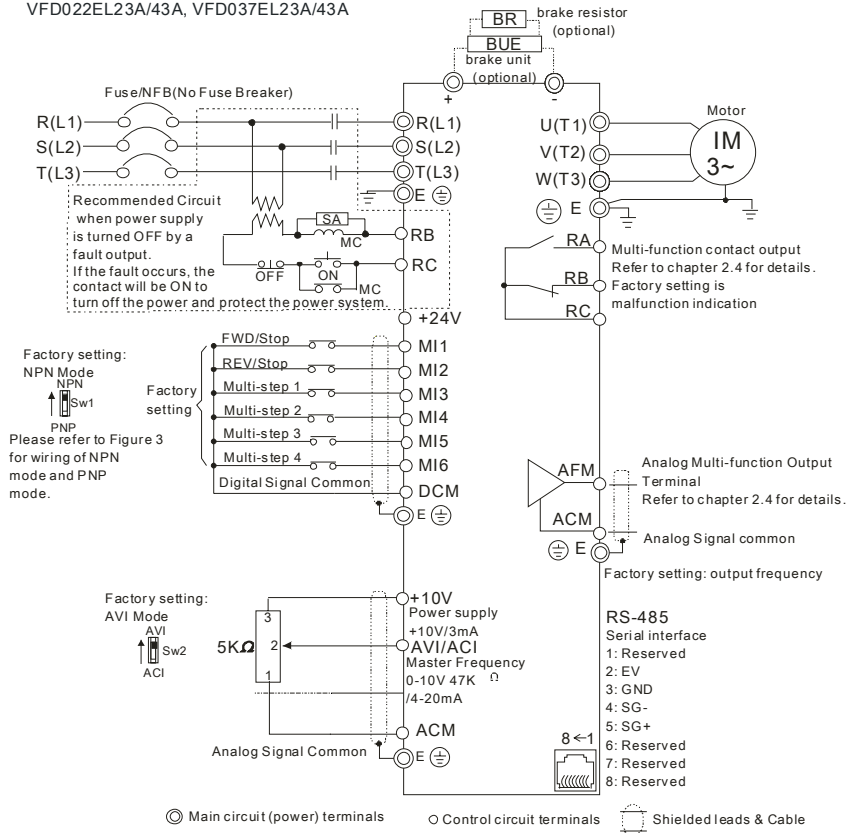 VFD022EL23A/43A, VFD037EL23A/43A
BR
brake resistor
(optional)
BUE
brake unit
(optional)
+
-
Fuse/NFB(No Fuse Breaker)
R(L1)
S(L2)
T(L3)
R(L1)
S(L2)
T(L3)
E
Recommended Circuit
when power supply
is turned OFF by a
fault output.
If the fault occurs, the
contact will be ON to
turn off the power and protect the power system.
SA
MC
OFF
ON
MC
RB
RC
U(T1)
V(T2)
W(T3)
E
Motor
IM
3~
RA
RB
RC
Multi-function contact output
Refer to chapter 2.4 for details.
Factory setting is
malfunction indication
+24V
Factory setting:
NPN Mode
NPN
Sw1
PNP
Please refer to Figure 3
for wiring of NPN
mode and PNP
mode.
Factory
setting
FWD/Stop
REV/Stop
Multi-step 1
Multi-step 2
Multi-step 3
Multi-step 4
Digital Signal Common
MI1
MI2
MI3
MI4
MI5
MI6
DCM
E
AFM
ACM
E
Analog Multi-function Output
Terminal
Refer to chapter 2.4 for details.
Analog Signal common
Factory setting: output frequency
Factory setting:
AVI Mode
AVI
Sw2
ACI
5KΩ
3
2
1
+10V
Power supply
+10V/3mA
AVI/ACI
Master Frequency
0-10V 47K Ω
/4-20mA
ACM
Analog Signal Common
E
RS-485
Serial interface
1: Reserved
2: EV
3: GND
4: SG-
5: SG+
6: Reserved
7: Reserved
8: Reserved
8←1
Main circuit (power) terminals
Control circuit terminals
Shielded leads & Cable